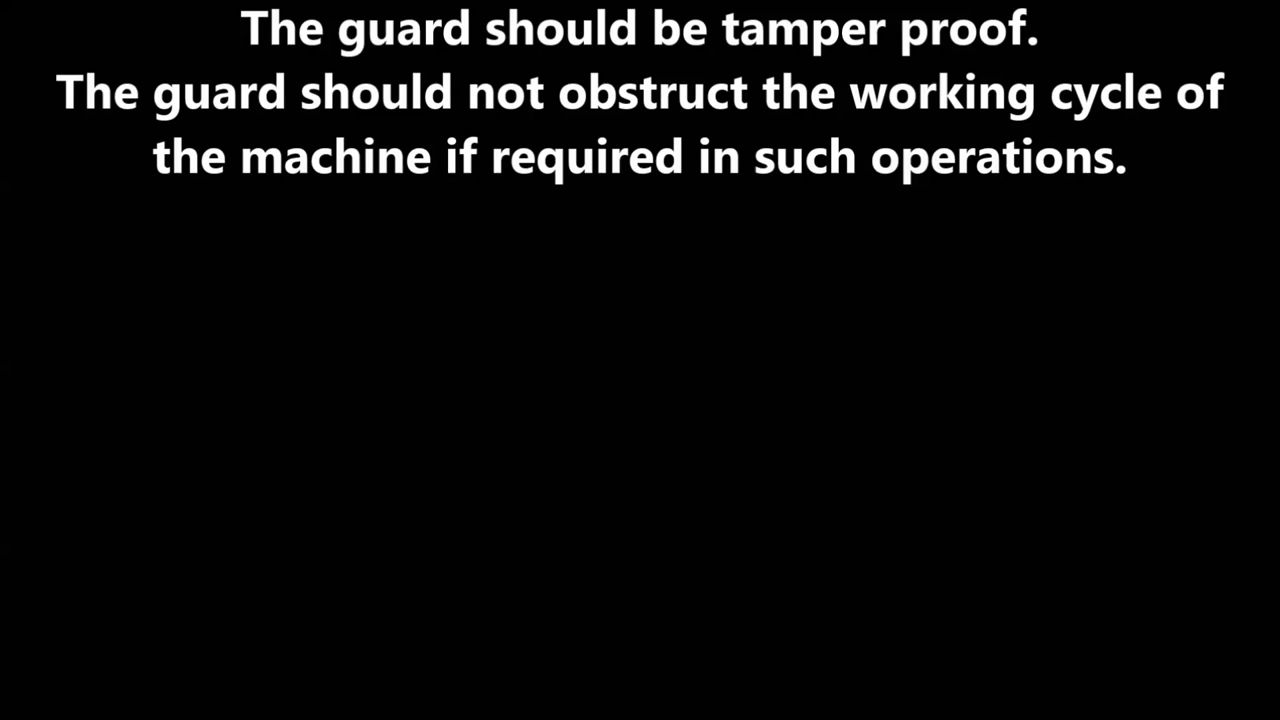 The guard should be tamper proof.
The guard should not obstruct the working cycle of
the machine if required in such operations.